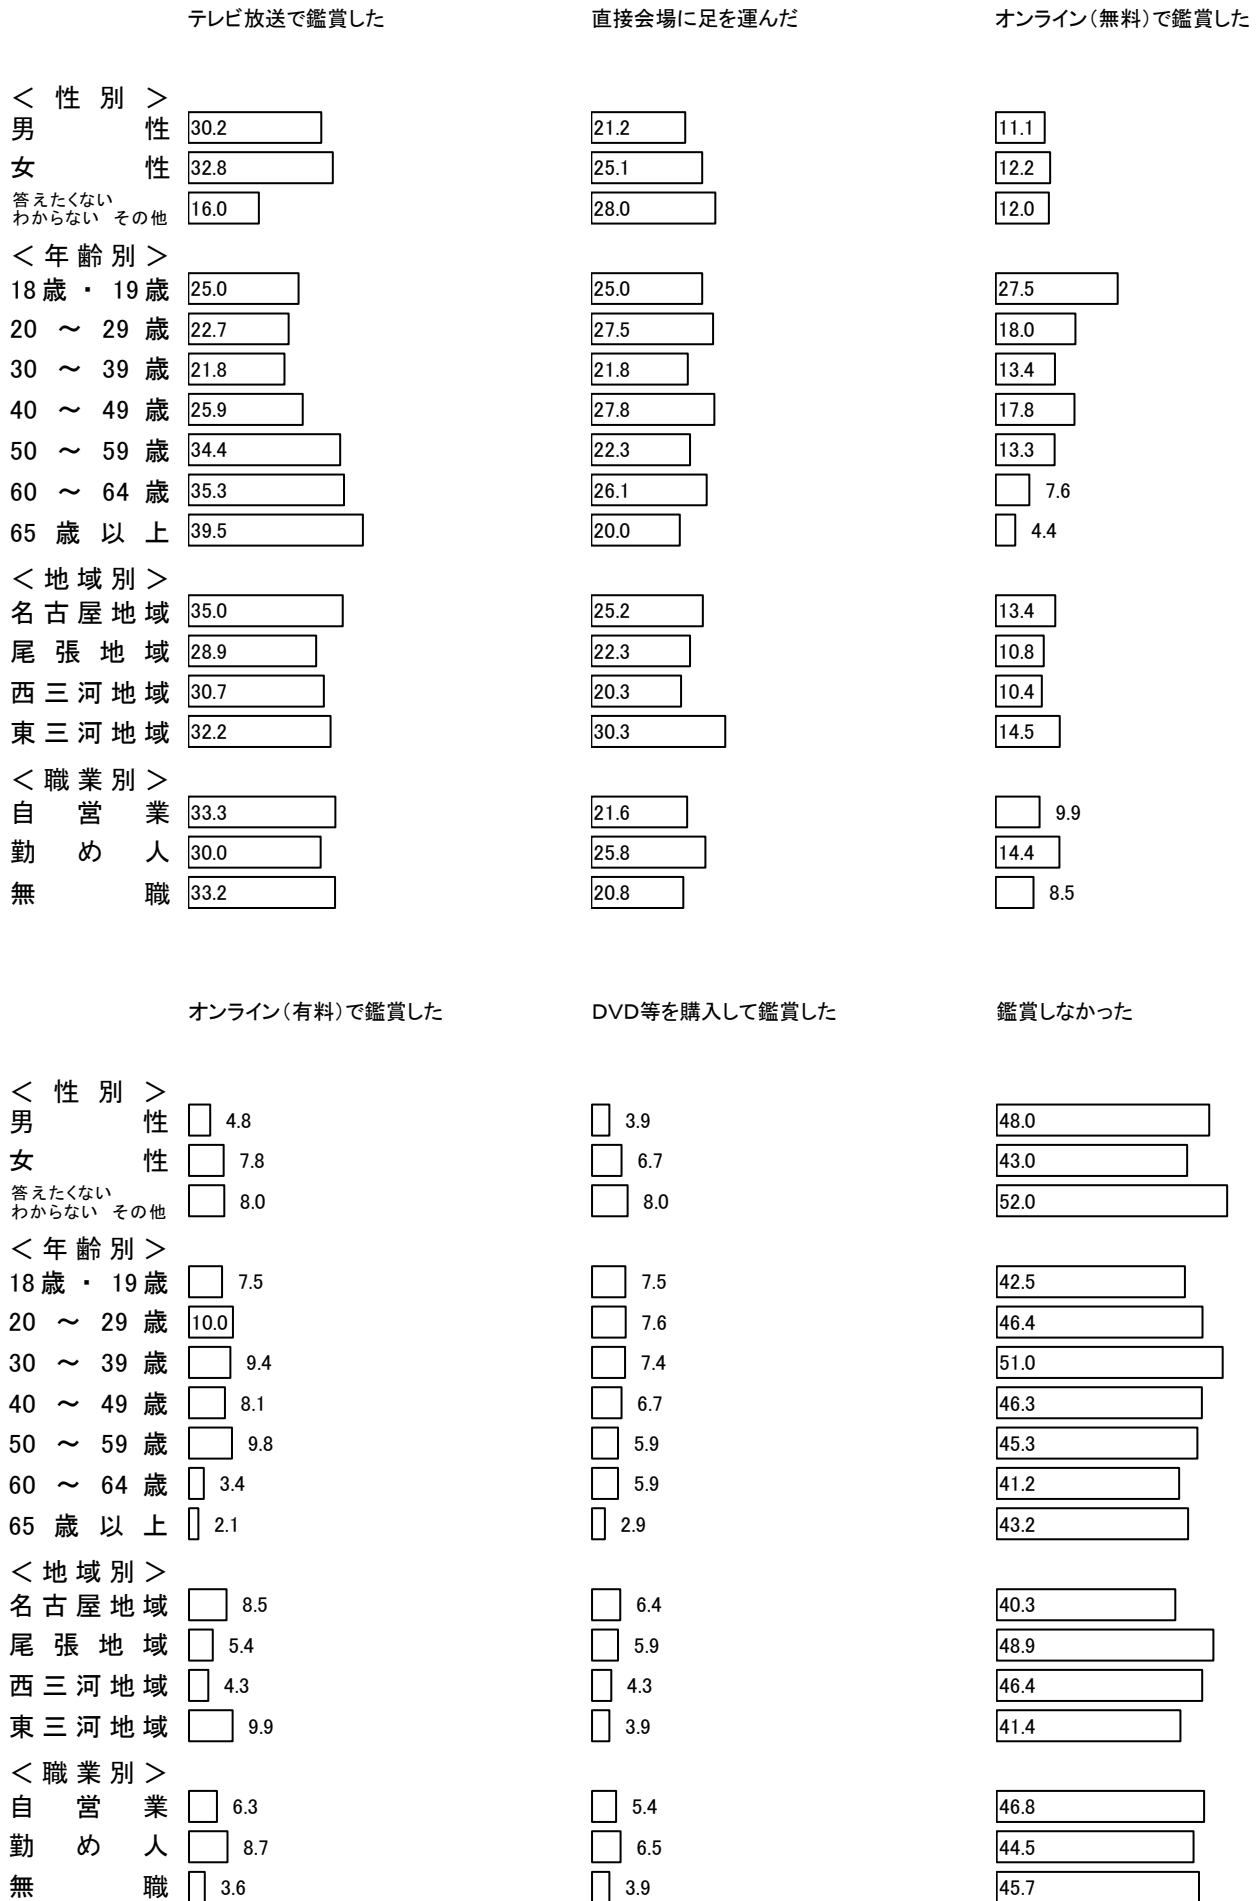 テレビ放送で鑑賞した 直接会場に足を運んだ オンライン（無料）で鑑賞した
＜ 性 別 ＞
男 性 30.2 21.2 11.1
女 性 32.8 25.1 12.2
答えたくない
わからない その他 16.0 28.0 12.0
＜年齢別＞
18歳・19歳 25.0 25.0 27.5
20 ～ 29 歳 22.7 27.5 18.0
30 ～ 39 歳 21.8 21.8 13.4
40 ～ 49 歳 25.9 27.8 17.8
50 ～ 59 歳 34.4 22.3 13.3
60 ～ 64 歳 35.3 26.1 7.6
65 歳 以 上 39.5 20.0 4.4
＜地域別＞
名古屋地域 35.0 25.2 13.4
尾張地域 28.9 22.3 10.8
西三河地域 30.7 20.3 10.4
東三河地域 32.2 30.3 14.5
＜職業別＞
自営業 33.3 21.6 9.9
勤め人 30.0 25.8 14.4
無職 33.2 20.8 8.5
オンライン（有料）で鑑賞した ＤＶＤ等を購入して鑑賞した 鑑賞しなかった
＜ 性 別 ＞
男 性 4.8 3.9 48.0
女 性 7.8 6.7 43.0
答えたくない
わからない その他 8.0 8.0 52.0
＜年齢別＞
18歳・19歳 7.5 7.5 42.5
20 ～ 29 歳 10.0 7.6 46.4
30 ～ 39 歳 9.4 7.4 51.0
40 ～ 49 歳 8.1 6.7 46.3
50 ～ 59 歳 9.8 5.9 45.3
60 ～ 64 歳 3.4 5.9 41.2
65 歳 以 上 2.1 2.9 43.2
＜地域別＞
名古屋地域 8.5 6.4 40.3
尾張地域 5.4 5.9 48.9
西三河地域 4.3 4.3 46.4
東三河地域 9.9 3.9 41.4
＜職業別＞
自営業 6.3 5.4 46.8
勤め人 8.7 6.5 44.5
無職 3.6 3.9 45.7